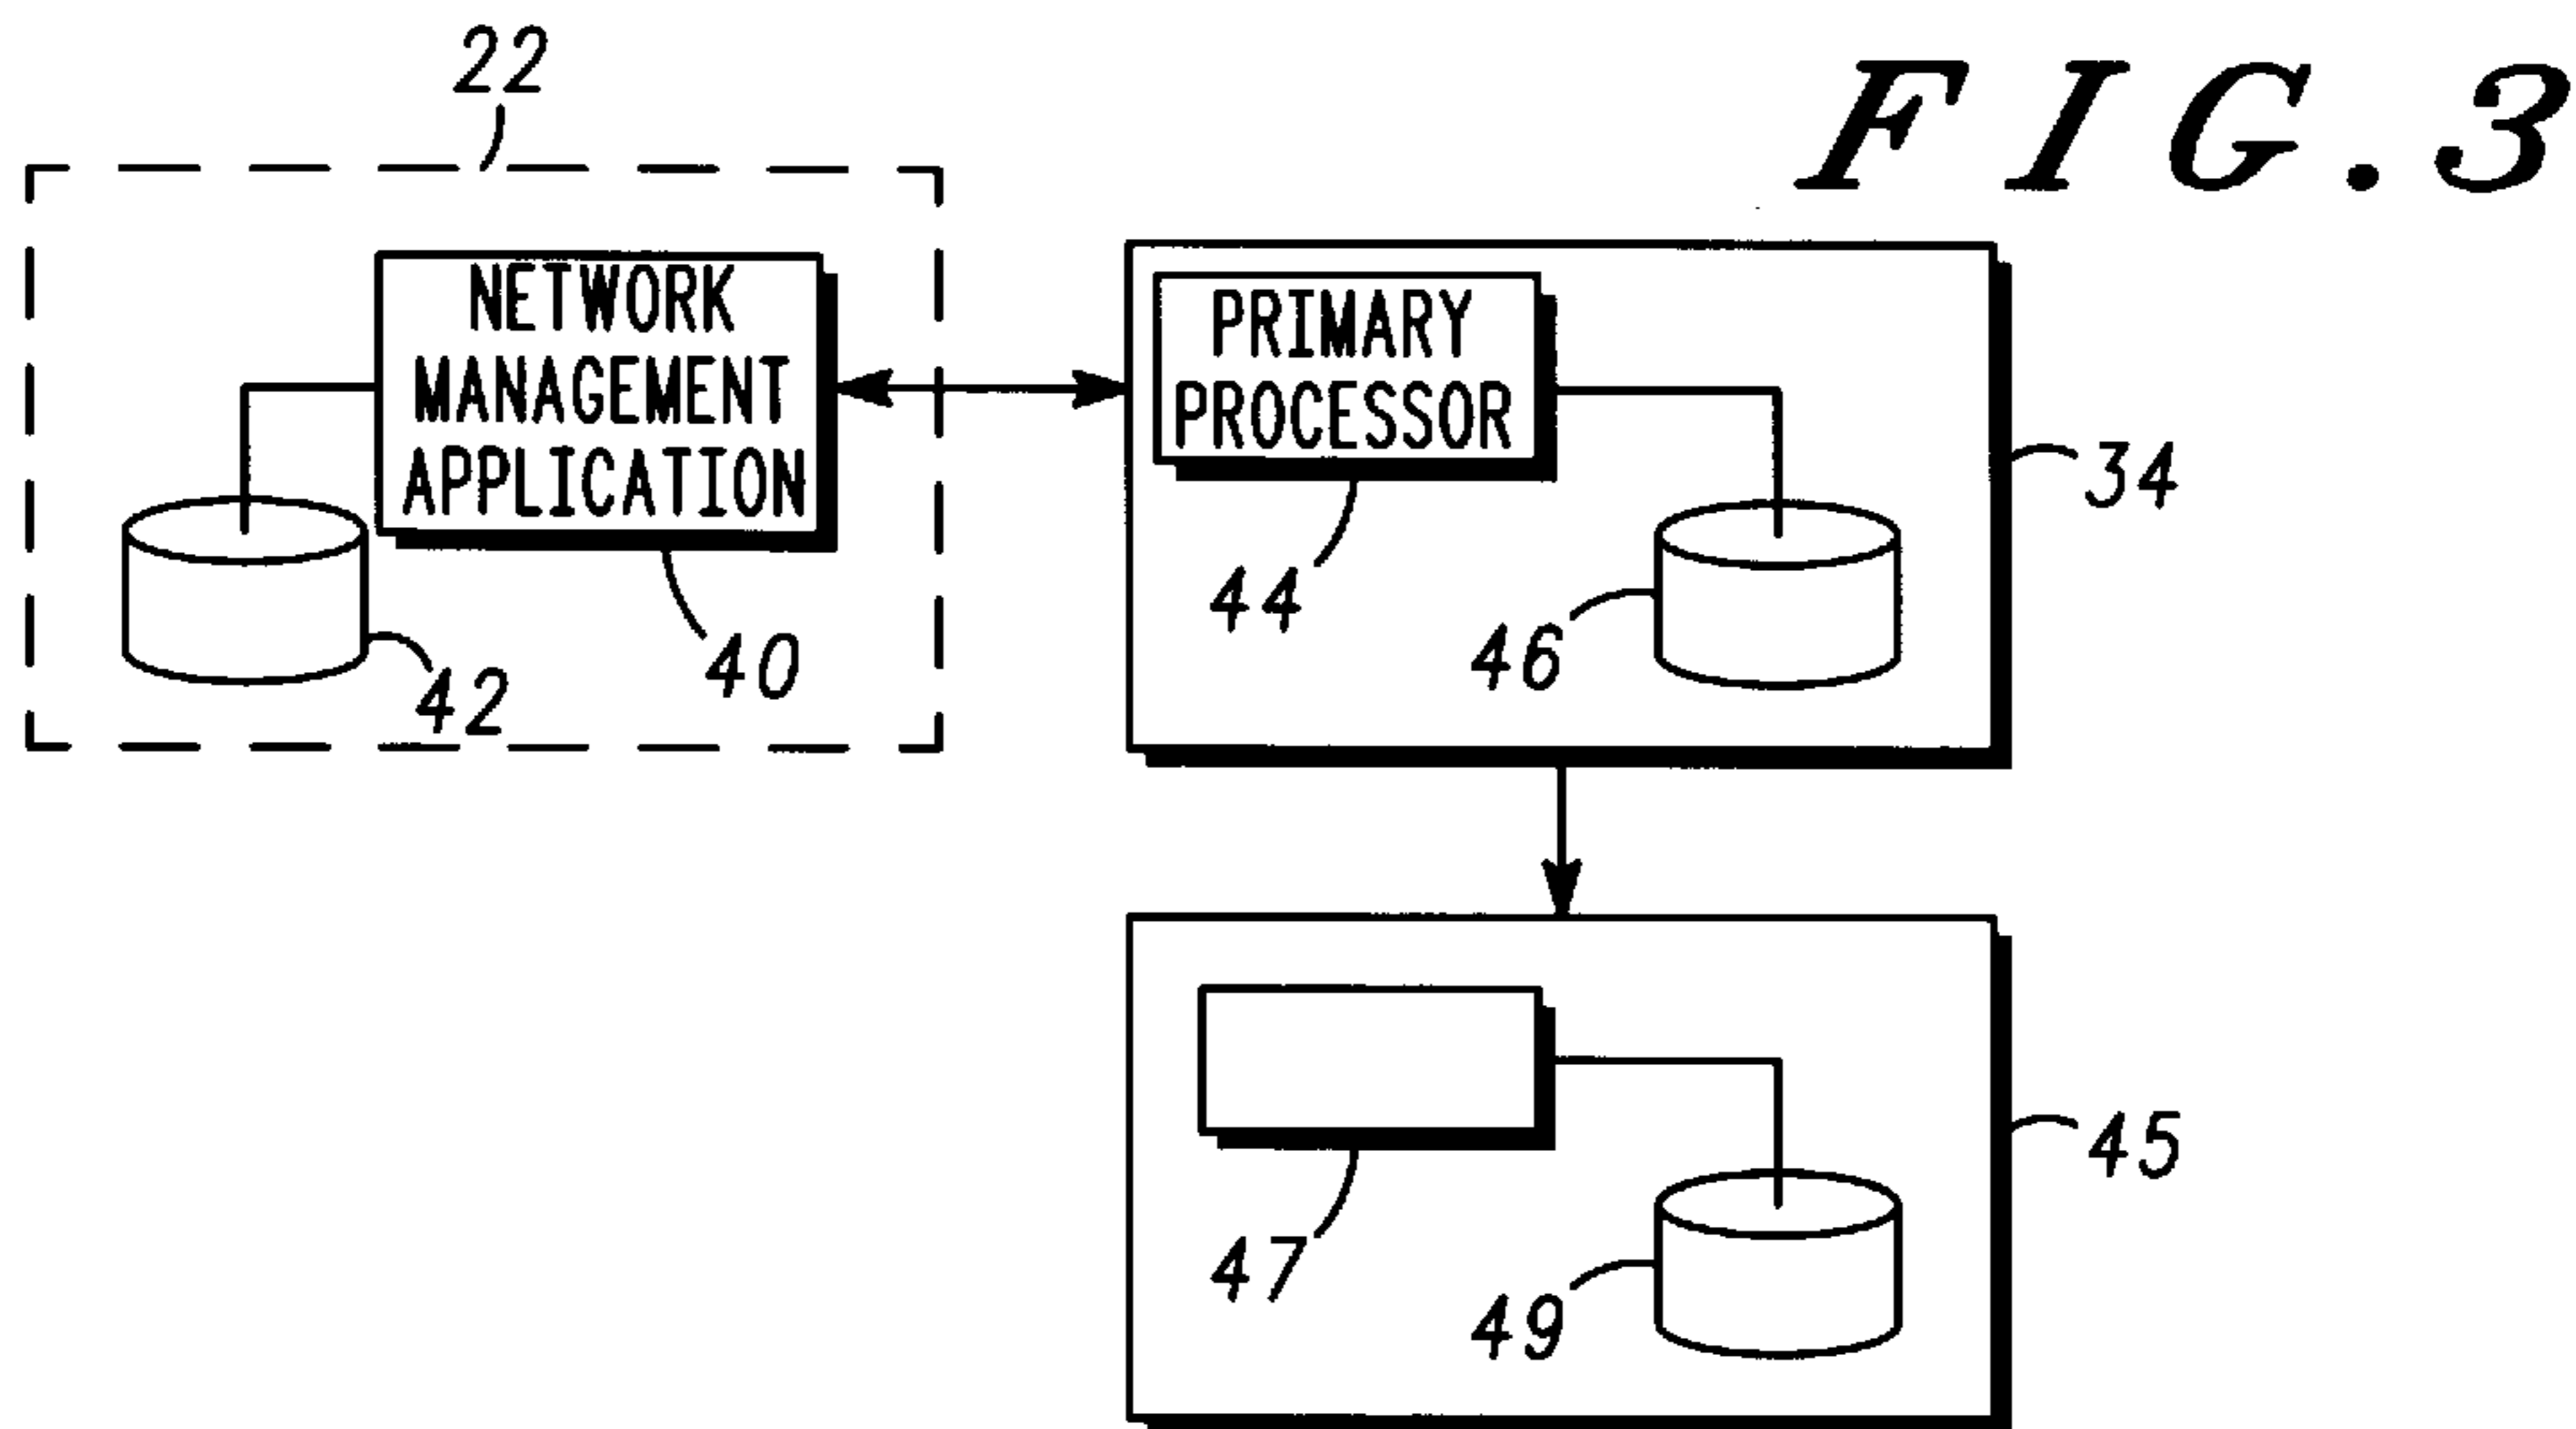 22
FIG.3
NETWORK
MANAGEMENT
APPLICATION
PRIMARY
PROCESSOR
34
44
46
40
42
45
47
49